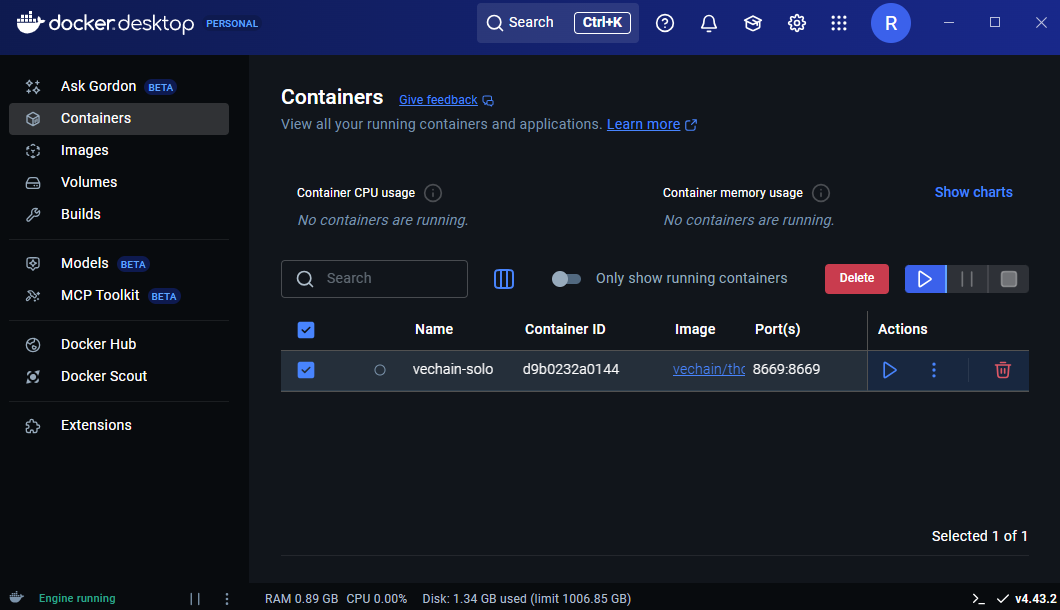 docker.desktop PERSONAL Search Ctrl+K R
Ask Gordon BETA
Containers
Images
Volumes
Builds
Models BETA
MCP Toolkit BETA
Docker Hub
Docker Scout
Extensions
Containers Give feedback
View all your running containers and applications. Learn more
Container CPU usage
No containers are running.
Container memory usage
No containers are running.
Show charts
Search
Only show running containers
Delete
Name Container ID Image Port(s) Actions
vechain-solo d9b0232a0144 vechain/tho 8669:8669
Selected 1 of 1
Engine running RAM 0.89 GB CPU 0.00% Disk: 1.34 GB used (limit 1006.85 GB) v4.43.2